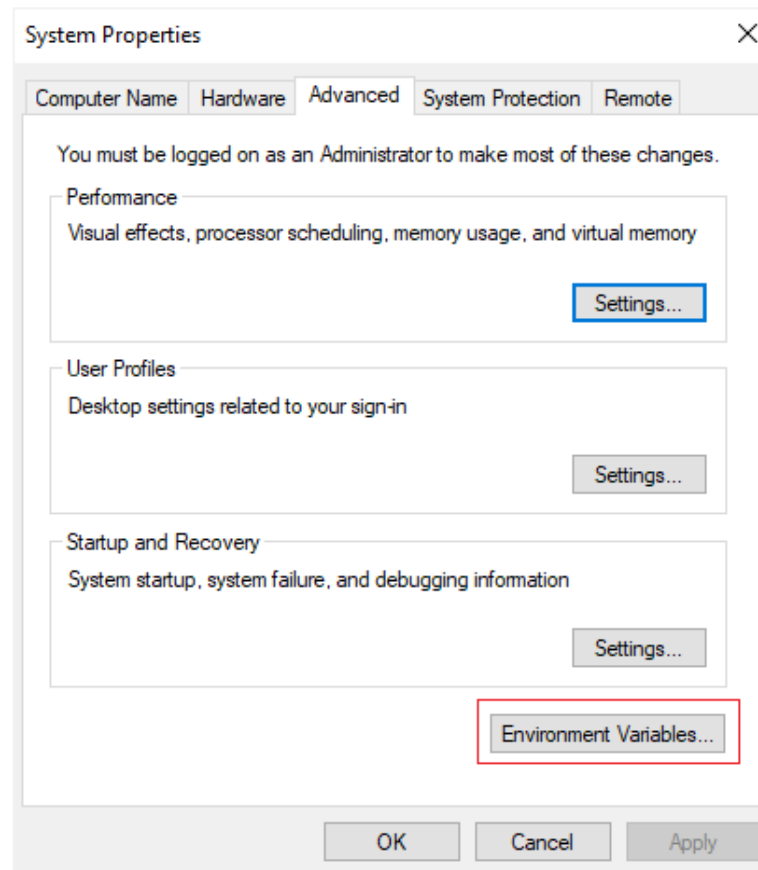 System Properties
Computer Name Hardware Advanced System Protection Remote
You must be logged on as an Administrator to make most of these changes.
Performance
Visual effects, processor scheduling, memory usage, and virtual memory
Settings...
User Profiles
Desktop settings related to your sign-in
Settings...
Startup and Recovery
System startup, system failure, and debugging information
Settings...
Environment Variables...
OK Cancel Apply